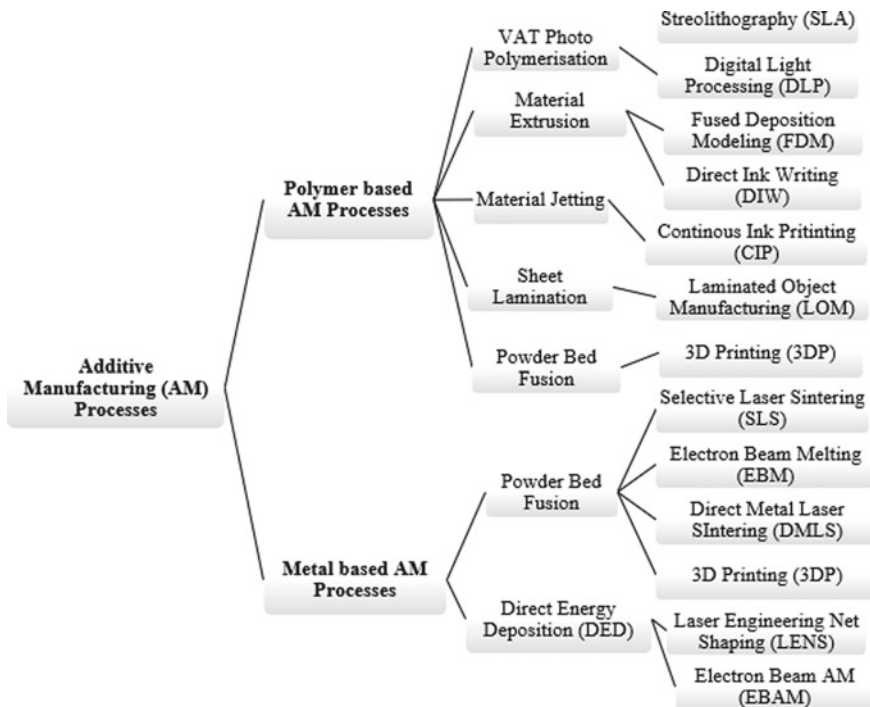 Streolithography (SLA)
VAT Photo
Polymerisation
Digital Light
Processing (DLP)
Material
Extrusion
Fused Deposition
Modeling (FDM)
Direct Ink Writing
(DIW)
Polymer based
AM Processes
Material Jetting
Continous Ink Pritinting
(CIP)
Sheet
Lamination
Laminated Object
Manufacturing (LOM)
Powder Bed
Fusion
3D Printing (3DP)
Additive
Manufacturing (AM)
Processes
Selective Laser Sintering
(SLS)
Electron Beam Melting
(EBM)
Powder Bed
Fusion
Direct Metal Laser
SIntering (DMLS)
3D Printing (3DP)
Metal based AM
Processes
Direct Energy
Deposition (DED)
Laser Engineering Net
Shaping (LENS)
Electron Beam AM
(EBAM)